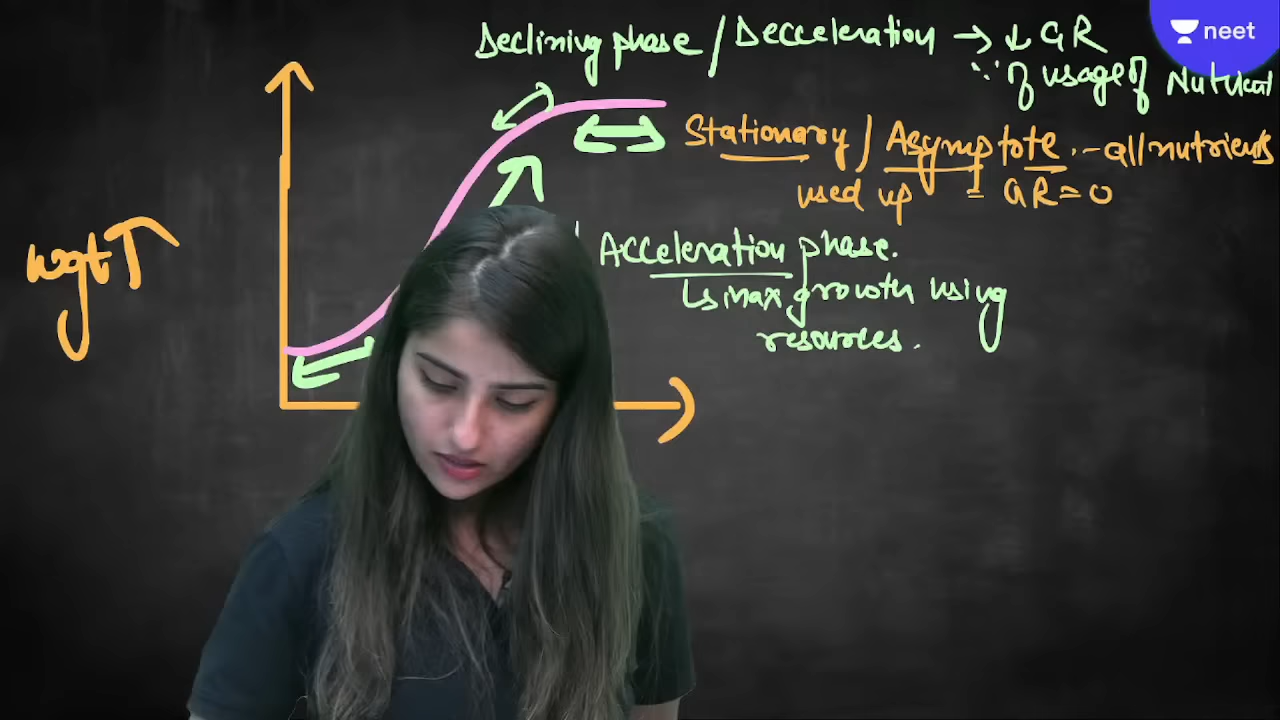 Declining phase / Decceleration → ↓ GR
∵ of usage of Nutrient
neet
Stationary / Asymptote :- all nutrients
used up = GR = 0
wgt ↑
Acceleration phase.
↳ max growth using
resources.